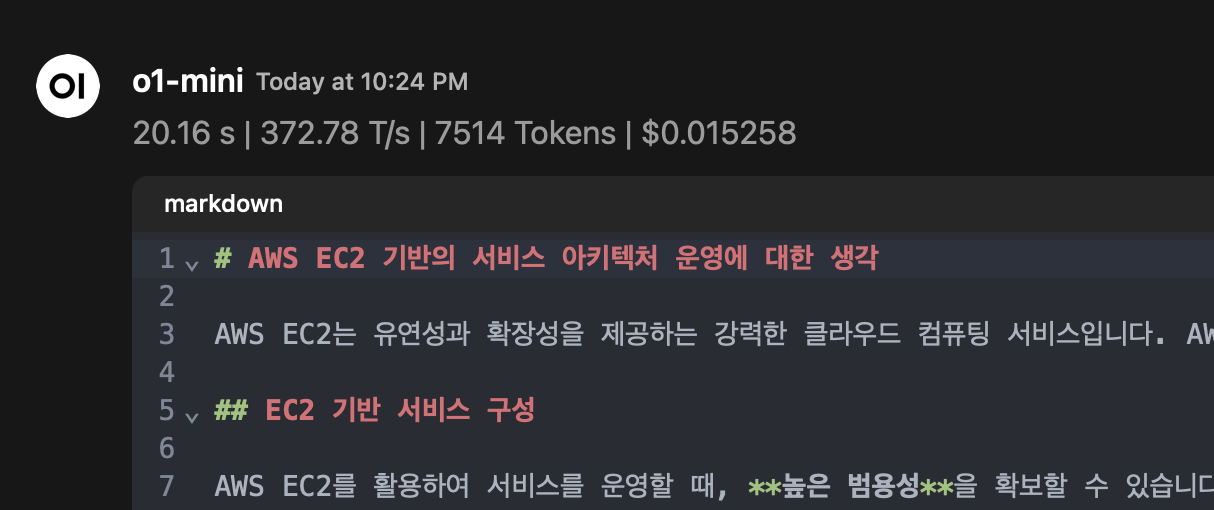 o1
o1-mini Today at 10:24 PM
20.16 s | 372.78 T/s | 7514 Tokens | $0.015258
markdown
1 # AWS EC2 기반의 서비스 아키텍처 운영에 대한 생각
2
3 AWS EC2는 유연성과 확장성을 제공하는 강력한 클라우드 컴퓨팅 서비스입니다.
4
5 ## EC2 기반 서비스 구성
6
7 AWS EC2를 활용하여 서비스를 운영할 때, **높은 범용성**을 확보할 수